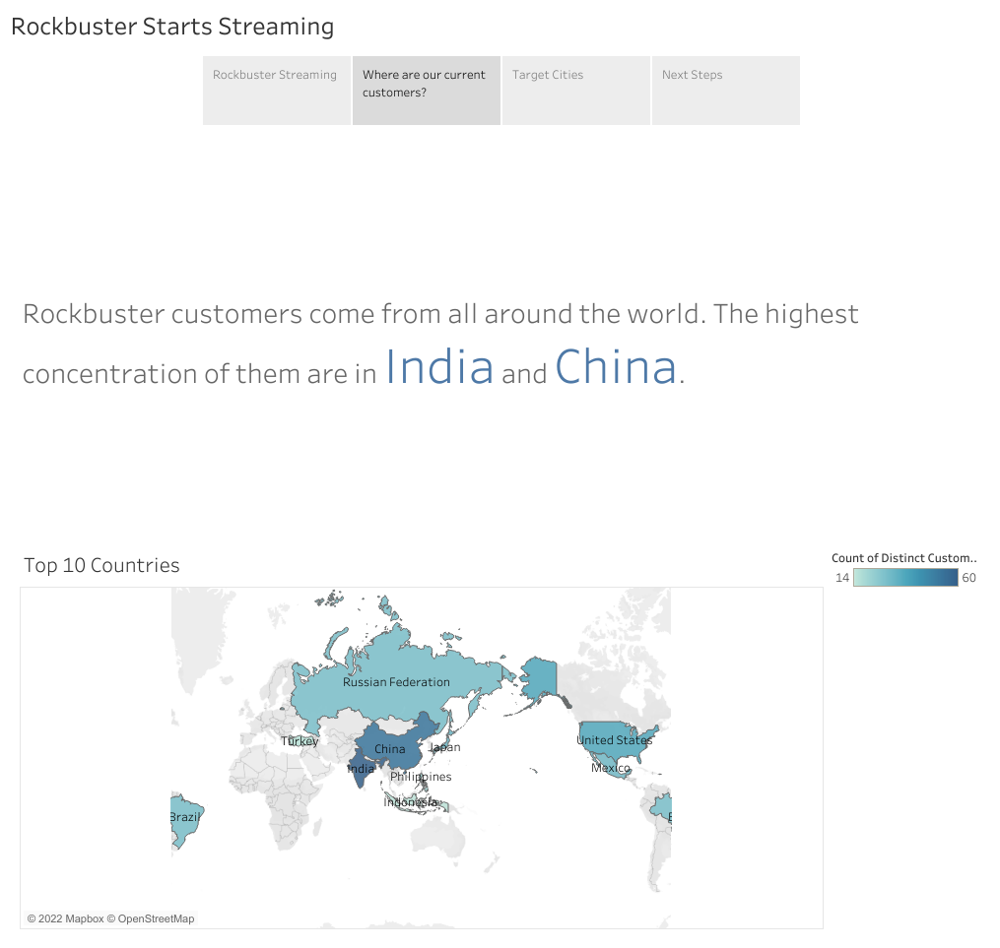 Rockbuster Starts Streaming
Rockbuster Streaming
Where are our current
customers?
Target Cities
Next Steps
Rockbuster customers come from all around the world. The highest
concentration of them are in India and China.
Top 10 Countries
Count of Distinct Custom..
14 60
Russian Federation
Turkey
China
Japan
United States
India
Mexico
Philippines
Indonesia
Brazil
B
© 2022 Mapbox © OpenStreetMap